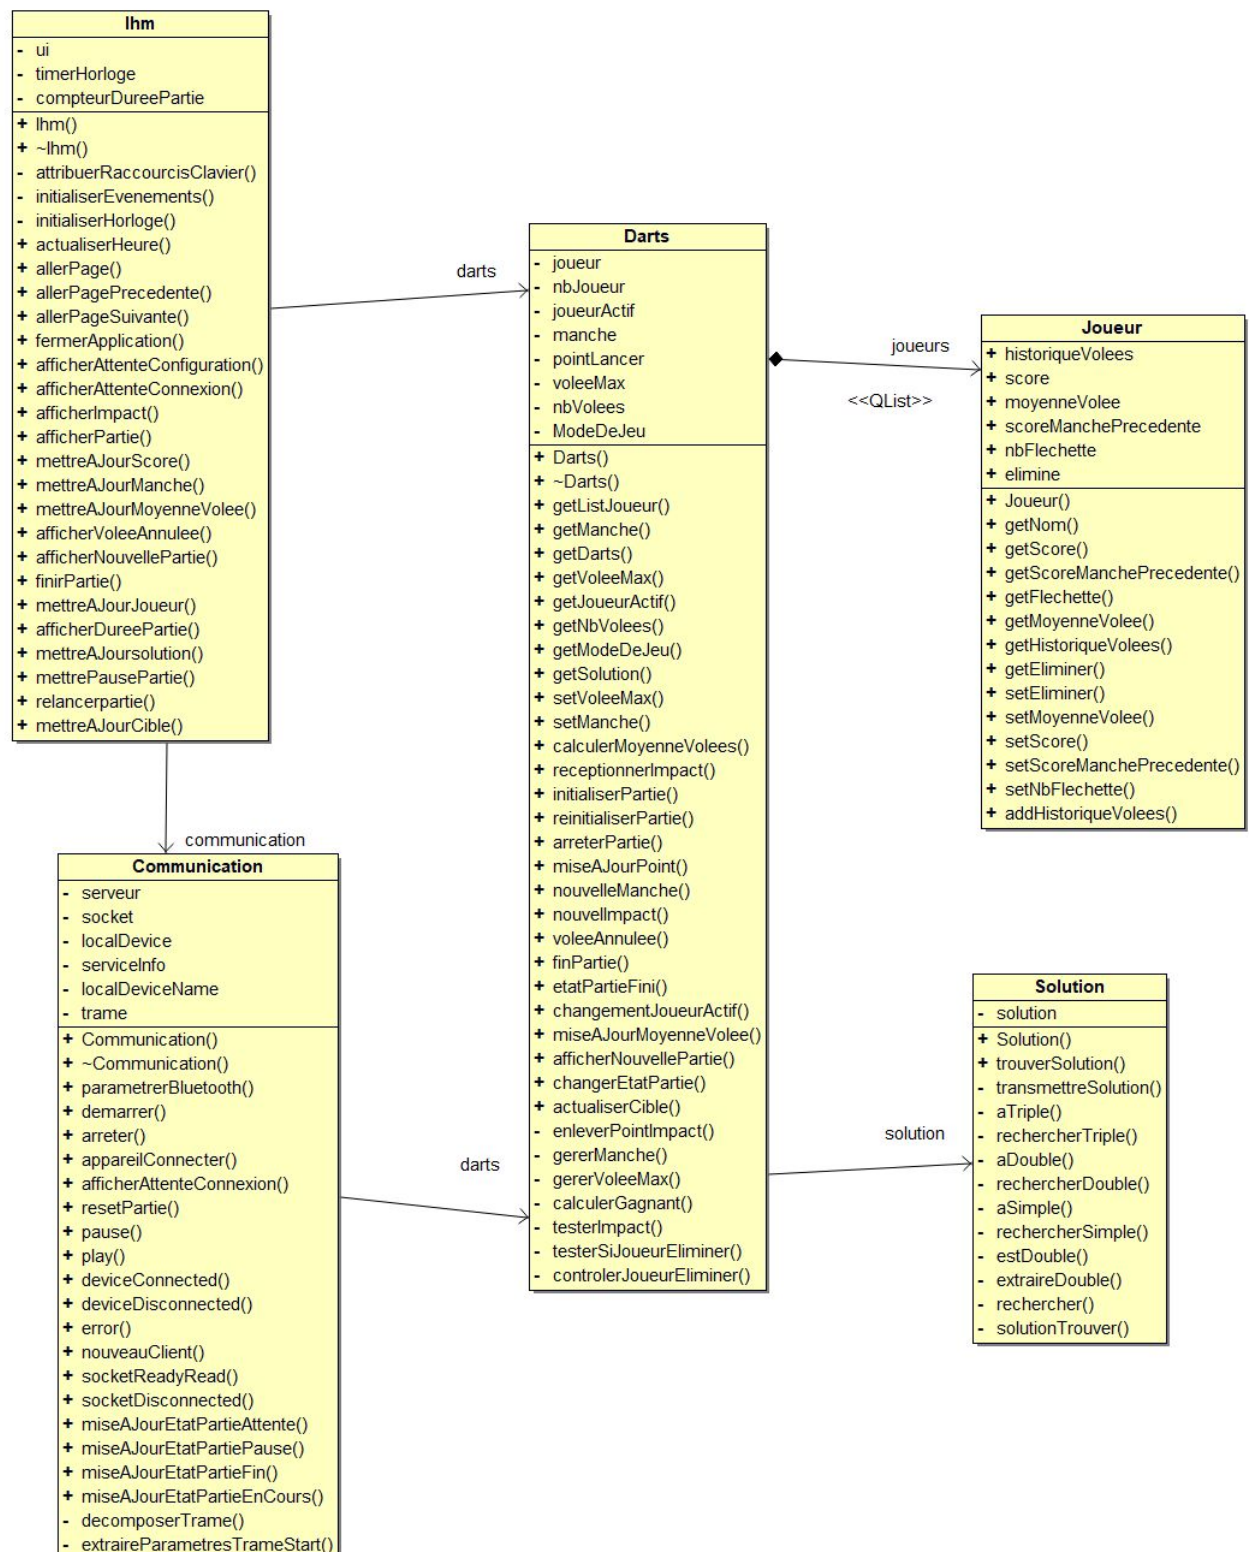 Ihm
- ui
- timerHorloge
- compteurDureePartie
+ Ihm()
+ ~Ihm()
- attribuerRaccourcisClavier()
- initialiserEvenements()
- initialiserHorloge()
+ actualiserHeure()
+ allerPage()
+ allerPagePrecedente()
+ allerPageSuivante()
+ fermerApplication()
+ afficherAttenteConfiguration()
+ afficherAttenteConnexion()
+ afficherImpact()
+ afficherPartie()
+ mettreAJourScore()
+ mettreAJourManche()
+ mettreAJourMoyenneVolee()
+ afficherVoleeAnnulee()
+ afficherNouvellePartie()
+ finirPartie()
+ mettreAJourJoueur()
+ afficherDureePartie()
+ mettreAJoursolution()
+ mettrePausePartie()
+ relancerpartie()
+ mettreAJourCible()
darts
communication
Communication
- serveur
- socket
- localDevice
- serviceInfo
- localDeviceName
- trame
+ Communication()
+ ~Communication()
+ parametrerBluetooth()
+ demarrer()
+ arreter()
+ appareilConnecter()
+ afficherAttenteConnexion()
+ resetPartie()
+ pause()
+ play()
+ deviceConnected()
+ deviceDisconnected()
+ error()
+ nouveauClient()
+ socketReadyRead()
+ socketDisconnected()
+ miseAJourEtatPartieAttente()
+ miseAJourEtatPartiePause()
+ miseAJourEtatPartieFin()
+ miseAJourEtatPartieEnCours()
- decomposerTrame()
- extraireParametresTrameStart()
darts
Darts
- joueur
- nbJoueur
- joueurActif
- manche
- pointLancer
- voleeMax
- nbVolees
- ModeDeJeu
+ Darts()
+ ~Darts()
+ getListJoueur()
+ getManche()
+ getDarts()
+ getVoleeMax()
+ getJoueurActif()
+ getNbVolees()
+ getModeDeJeu()
+ getSolution()
+ setVoleeMax()
+ setManche()
+ calculerMoyenneVolees()
+ receptionnerImpact()
+ initialiserPartie()
+ reinitialiserPartie()
+ arreterPartie()
+ miseAJourPoint()
+ nouvelleManche()
+ nouvelImpact()
+ voleeAnnulee()
+ finPartie()
+ etatPartieFini()
+ changementJoueurActif()
+ miseAJourMoyenneVolee()
+ afficherNouvellePartie()
+ changerEtatPartie()
+ actualiserCible()
- enleverPointImpact()
- gererManche()
- gererVoleeMax()
- calculerGagnant()
- testerImpact()
- testerSiJoueurEliminer()
- controlerJoueurEliminer()
joueurs
<<QList>>
Joueur
+ historiqueVolees
+ score
+ moyenneVolee
+ scoreManchePrecedente
+ nbFlechette
+ elimine
+ Joueur()
+ getNom()
+ getScore()
+ getScoreManchePrecedente()
+ getFlechette()
+ getMoyenneVolee()
+ getHistoriqueVolees()
+ getEliminer()
+ setEliminer()
+ setMoyenneVolee()
+ setScore()
+ setScoreManchePrecedente()
+ setNbFlechette()
+ addHistoriqueVolees()
solution
Solution
- solution
+ Solution()
+ trouverSolution()
- transmettreSolution()
- aTriple()
- rechercherTriple()
- aDouble()
- rechercherDouble()
- aSimple()
- rechercherSimple()
- estDouble()
- extraireDouble()
- rechercher()
- solutionTrouver()